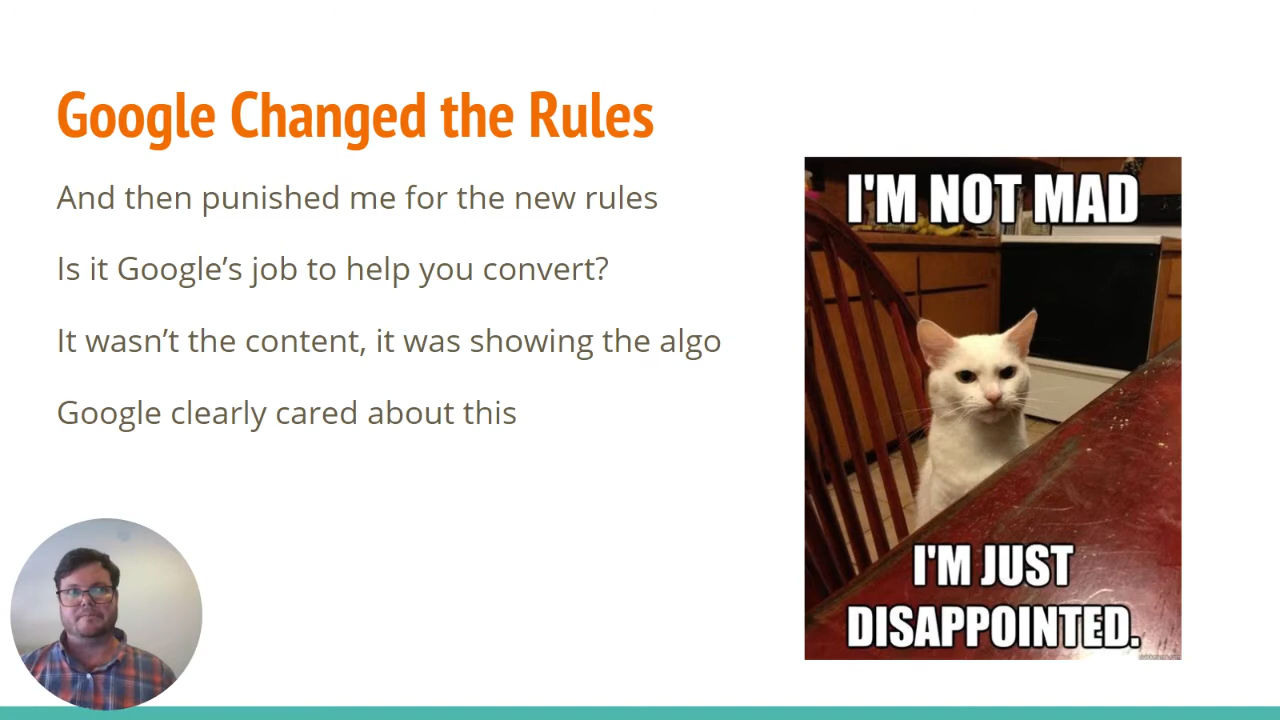 Google Changed the Rules
And then punished me for the new rules
Is it Google’s job to help you convert?
It wasn’t the content, it was showing the algo
Google clearly cared about this
I'M NOT MAD
I'M JUST
DISAPPOINTED.